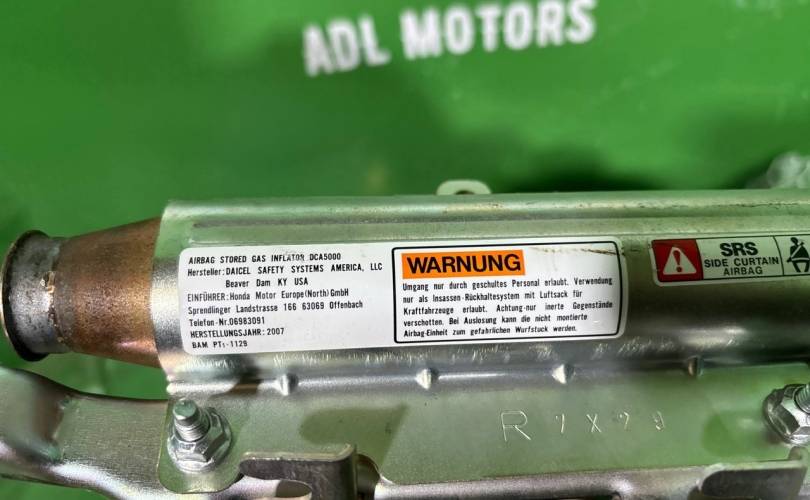 ADL MOTORS
AIRBAG STORED GAS INFLATOR DCA5000
Hersteller: DAICEL SAFETY SYSTEMS AMERICA, LLC
Beaver Dam KY USA
EINFÜHRER: Honda Motor Europe(North)GmbH
Sprendlinger Landstrasse 166 63069 Offenbach
Telefon-Nr.06983091
HERSTELLUNGSJAHR: 2007
BAM PT₁-1129
WARNUNG
Umgang nur durch geschultes Personal erlaubt. Verwendung
nur als Insassen-Rückhaltesystem mit Luftsack für
Kraftfahrzeuge erlaubt. Achtung-nur inerte Gegenstände
verschotten. Bei Auslosung kann die nicht montierte
Airbag-Einheit zum gefahrlichen Wurfstuck werden.
SRS
SIDE CURTAIN
AIRBAG
R 7X79